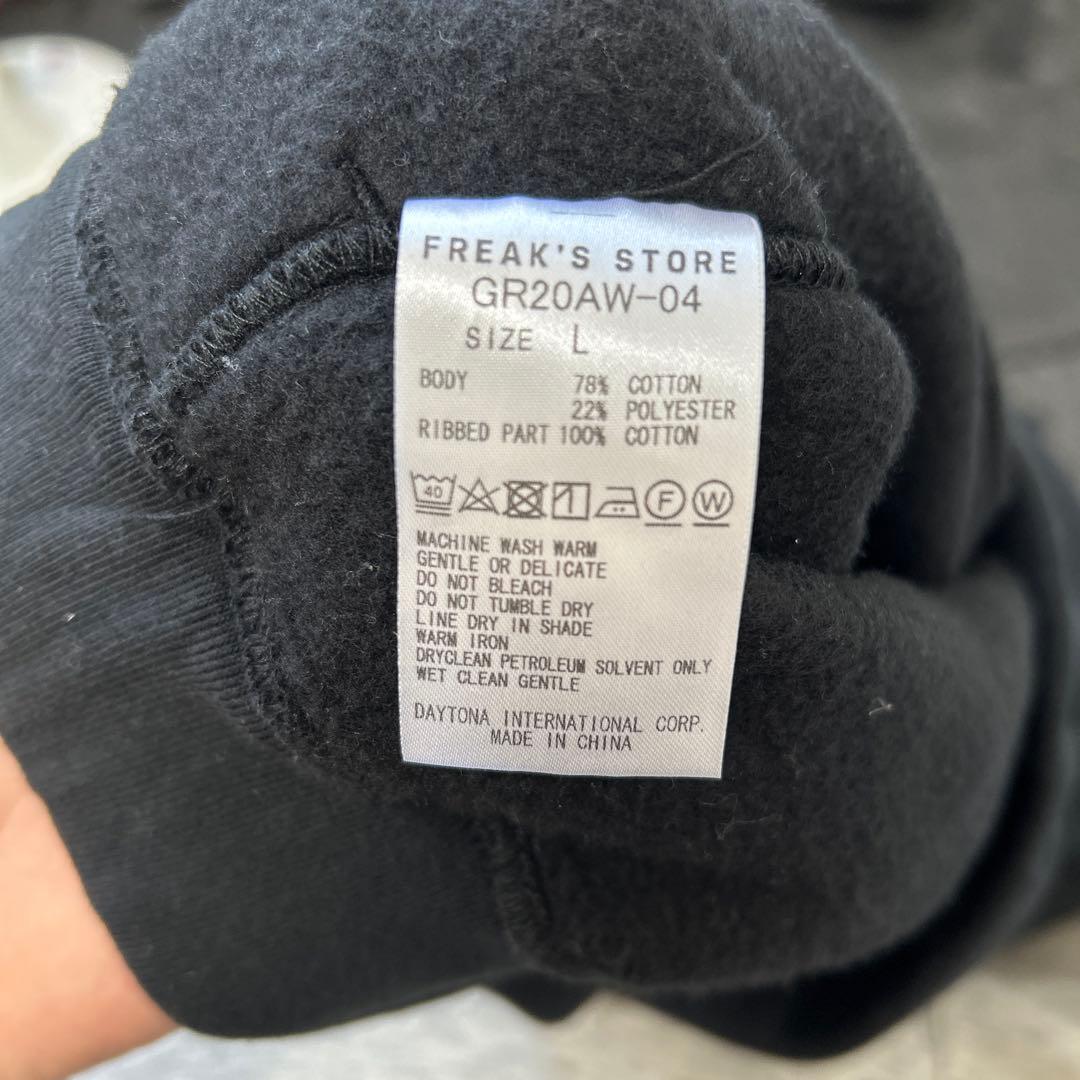 FREAK'S STORE
GR20AW-04
SIZE L
BODY 78% COTTON
22% POLYESTER
RIBBED PART 100% COTTON
40 F W
MACHINE WASH WARM
GENTLE OR DELICATE
DO NOT BLEACH
DO NOT TUMBLE DRY
LINE DRY IN SHADE
WARM IRON
DRYCLEAN PETROLEUM SOLVENT ONLY
WET CLEAN GENTLE
DAYTONA INTERNATIONAL CORP.
MADE IN CHINA